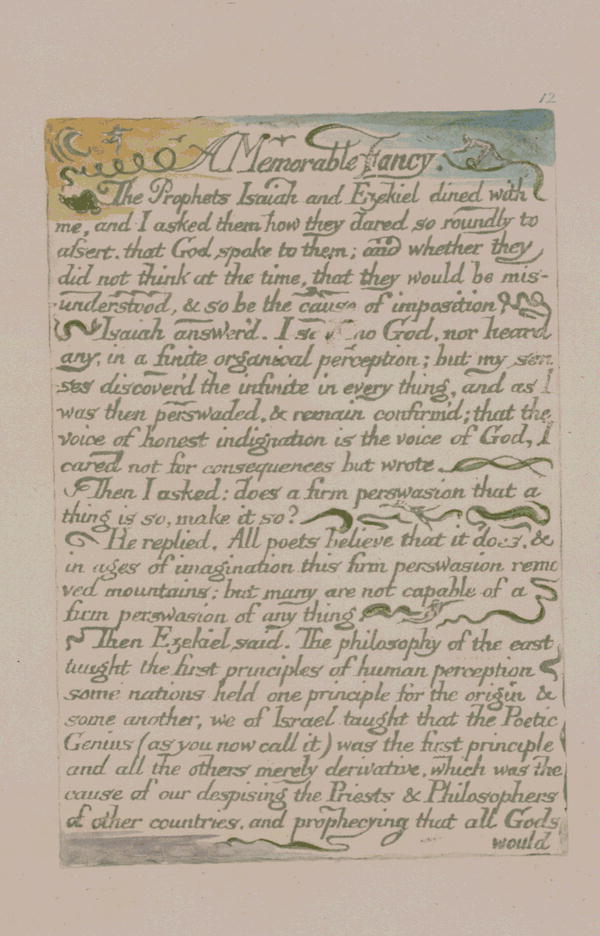 12
A Memorable Fancy.
The Prophets Isaiah and Ezekiel dined with
me, and I asked them how they dared so roundly to
assert. that God spoke to them; and whether they
did not think at the time, that they would be mis-
understood, & so be the cause of imposition.
Isaiah answer'd. I saw no God, nor heard
any, in a finite organical perception; but my sen-
ses discover'd the infinite in every thing, and as I
was then perswaded, & remain confirm'd; that the
voice of honest indignation is the voice of God, I
cared not for consequences but wrote.
Then I asked: does a firm perswasion that a
thing is so, make it so?
He replied. All poets believe that it does, &
in ages of imagination this firm perswasion remo
ved mountains; but many are not capable of a
firm perswasion of any thing
Then Ezekiel said. The philosophy of the east
taught the first principles of human perception
some nations held one principle for the origin &
some another, we of Israel taught that the Poetic
Genius (as you now call it) was the first principle
and all the others merely derivative, which was the
cause of our despising the Priests & Philosophers
of other countries, and prophecying that all Gods
would